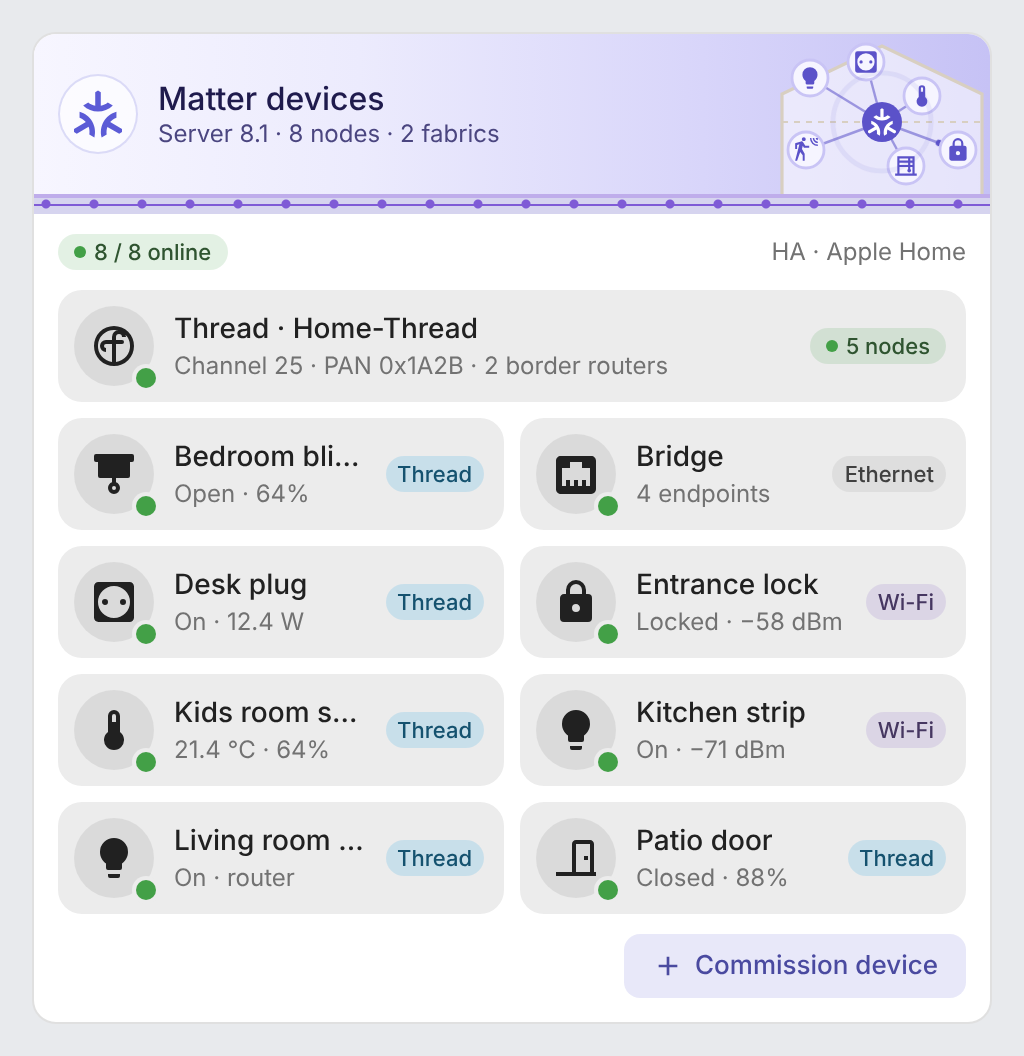 Matter devices
Server 8.1 · 8 nodes · 2 fabrics
8 / 8 online
HA · Apple Home
Thread · Home-Thread
Channel 25 · PAN 0x1A2B · 2 border routers
5 nodes
Bedroom bli...
Open · 64%
Thread
Bridge
4 endpoints
Ethernet
Desk plug
On · 12.4 W
Thread
Entrance lock
Locked · −58 dBm
Wi-Fi
Kids room s...
21.4 °C · 64%
Thread
Kitchen strip
On · −71 dBm
Wi-Fi
Living room ...
On · router
Thread
Patio door
Closed · 88%
Thread
+ Commission device